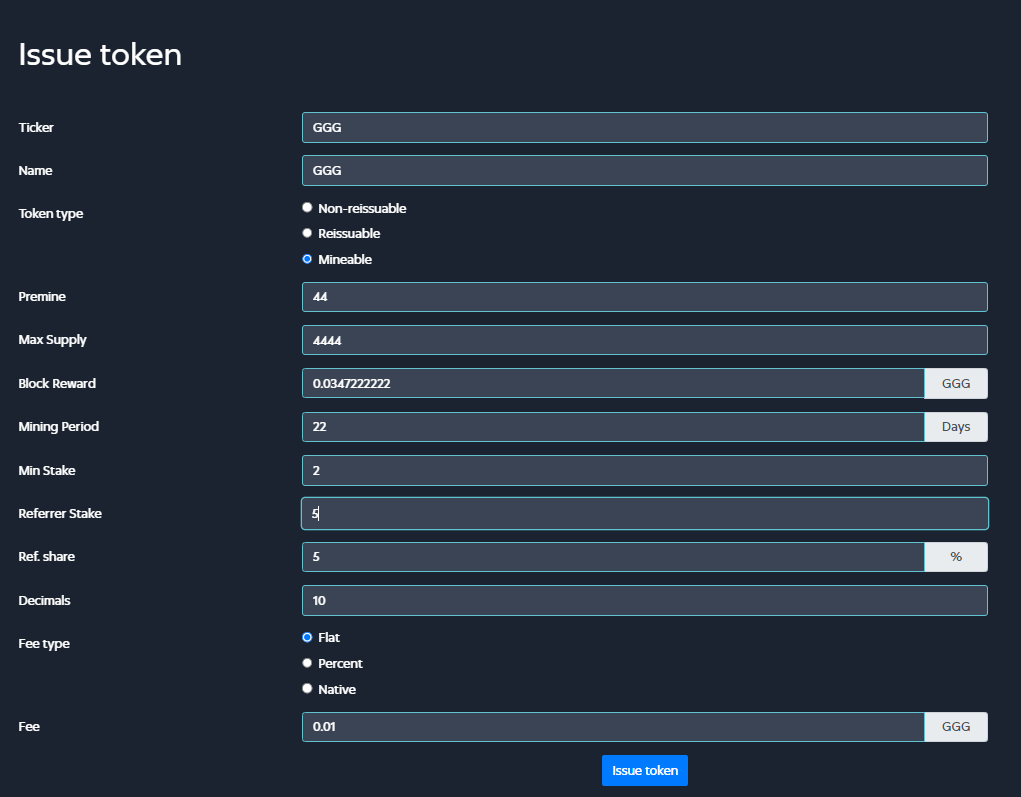 Issue token
Ticker GGG
Name GGG
Token type Non-reissuable
Reissuable
Mineable
Premine 44
Max Supply 4444
Block Reward 0.0347222222 GGG
Mining Period 22 Days
Min Stake 2
Referrer Stake 5
Ref. share 5 %
Decimals 10
Fee type Flat
Percent
Native
Fee 0.01 GGG
Issue token